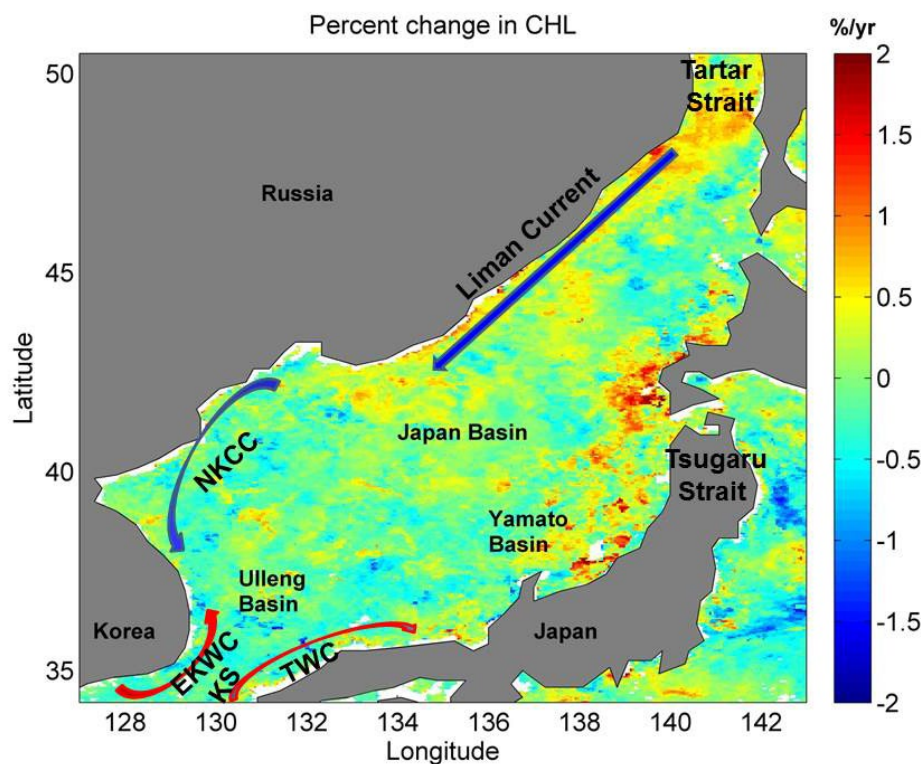 Percent change in CHL
%/yr
50
45
40
35
Latitude
128
130
132
134
136
138
140
142
Longitude
Tartar
Strait
Russia
Liman Current
NKCC
Japan Basin
Tsugaru
Strait
Yamato
Basin
Ulleng
Basin
Korea
EKWC
KS
TWC
Japan
2
1.5
1
0.5
0
-0.5
-1
-1.5
-2